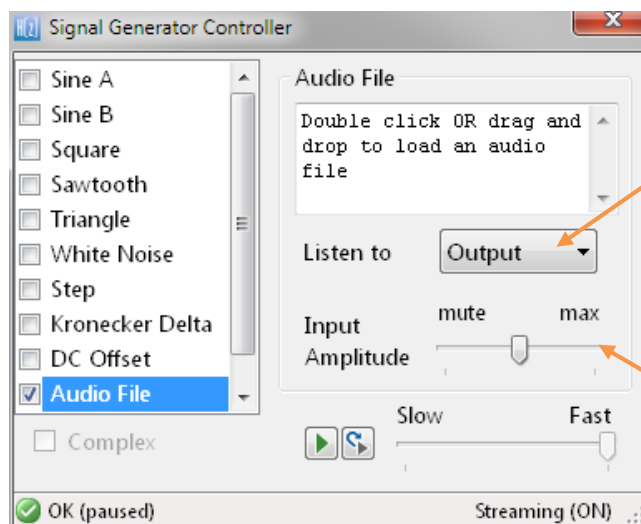 H(z) Signal Generator Controller
Sine A
Sine B
Square
Sawtooth
Triangle
White Noise
Step
Kronecker Delta
DC Offset
Audio File
Complex
Audio File
Double click OR drag and
drop to load an audio
file
Listen to Output
mute max
Input
Amplitude
Slow Fast
OK (paused) Streaming (ON)